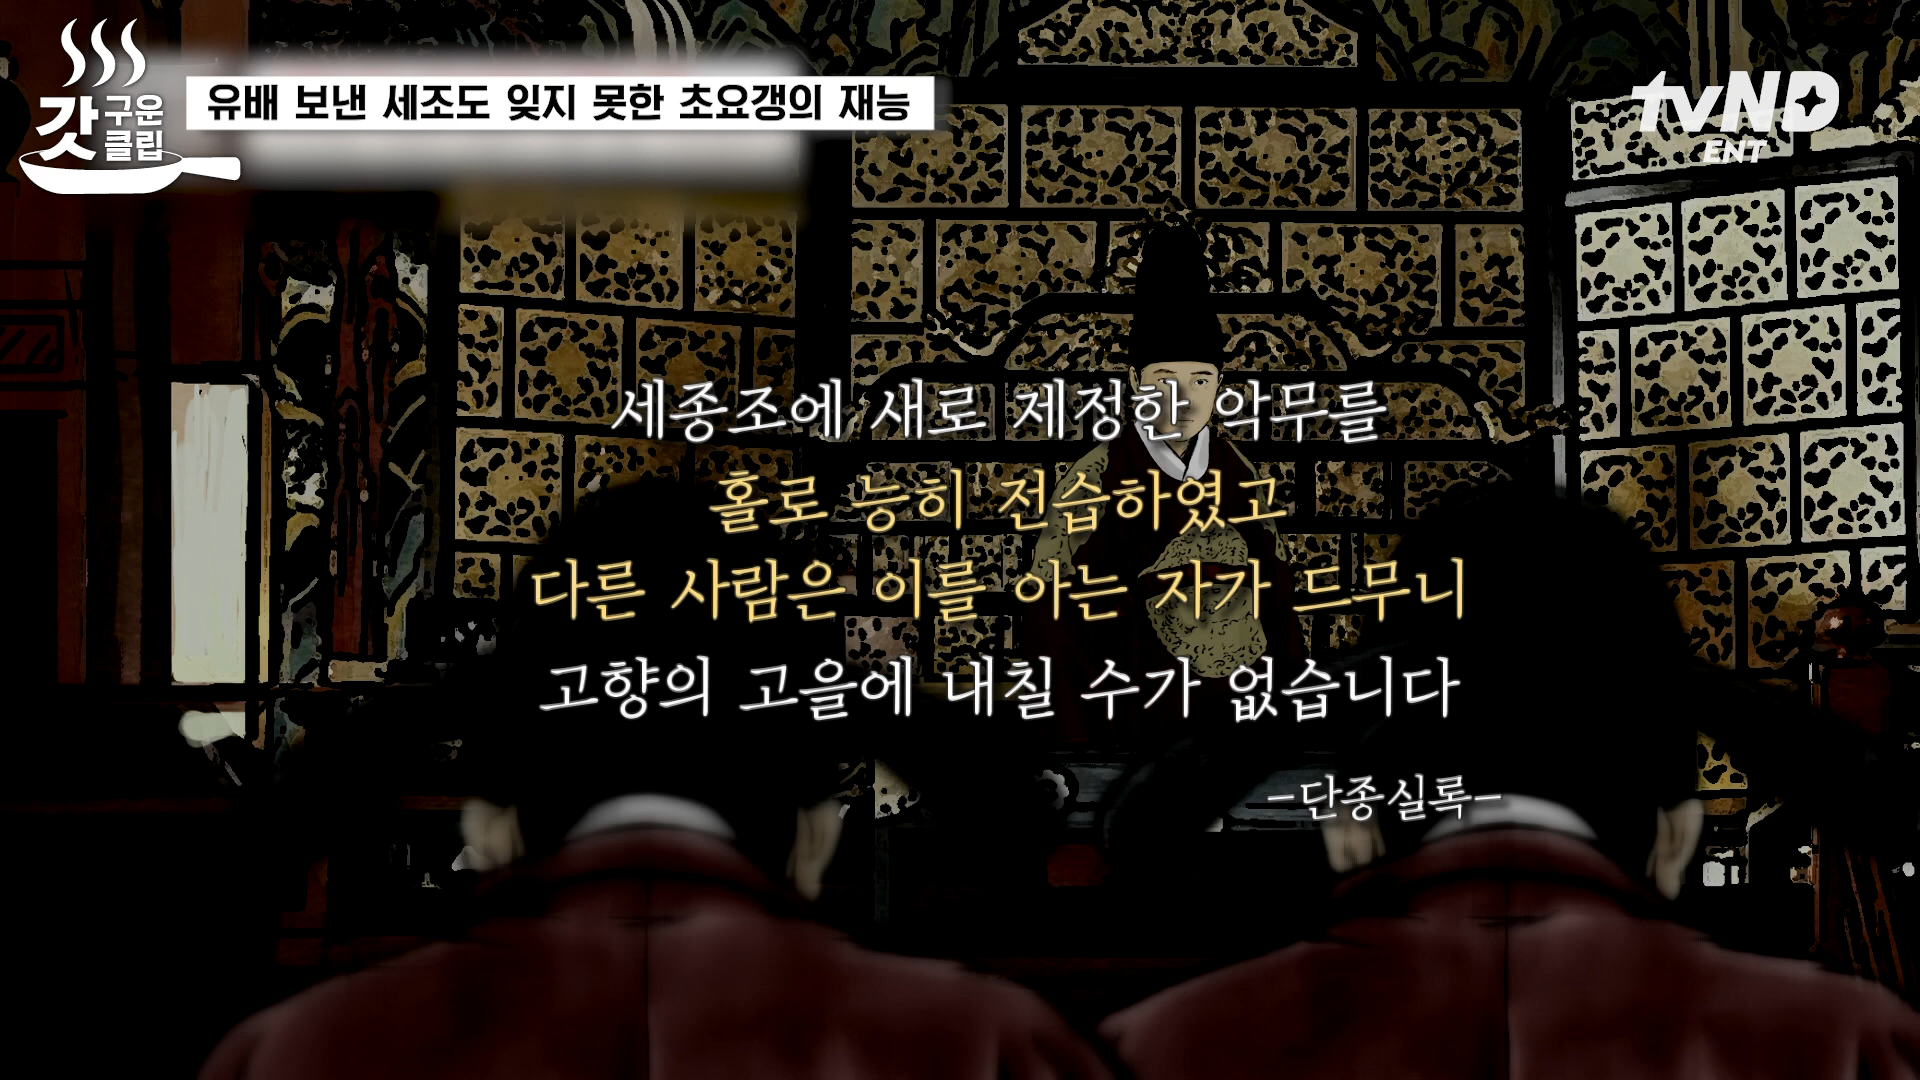 갓구운클립
유배 보낸 세조도 잊지 못한 초요갱의 재능
tvND
ENT
세종조에 새로 제정한 악무를
홀로 능히 전습하였고
다른 사람은 이를 아는 자가 드무니
고향의 고을에 내칠 수가 없습니다
-단종실록-